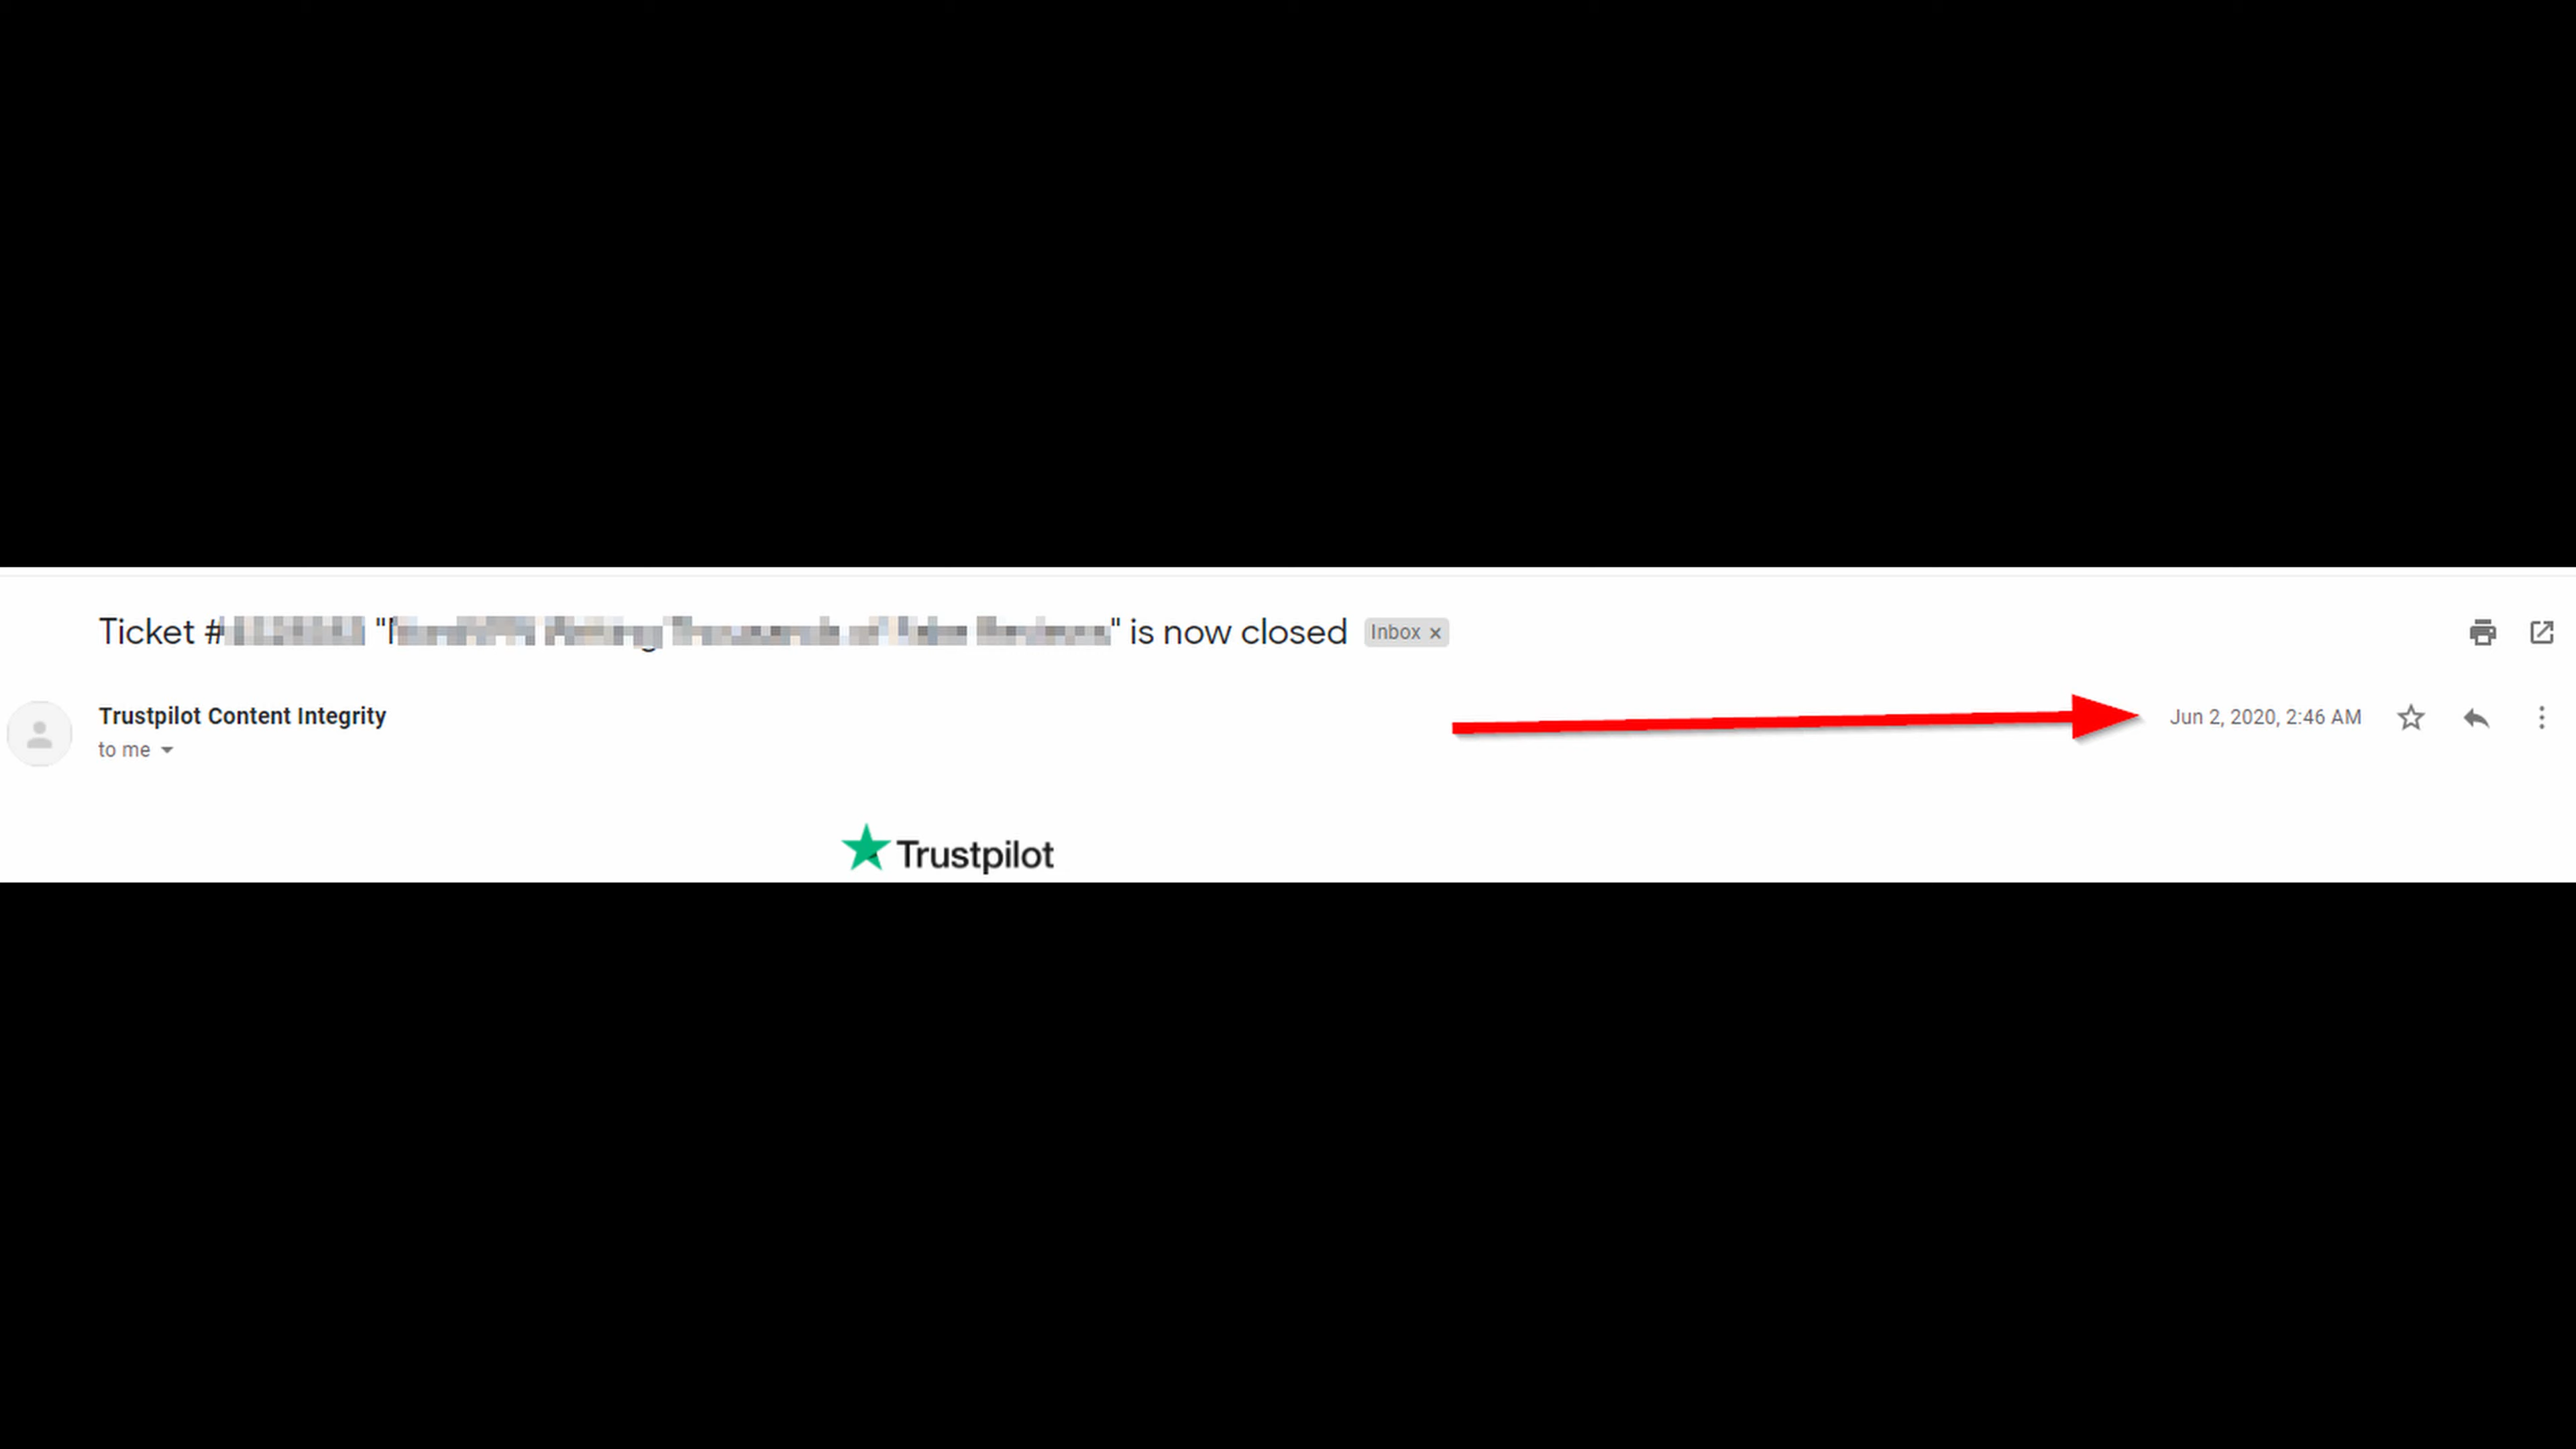 Ticket # " " is now closed Inbox ×
Trustpilot Content Integrity
Jun 2, 2020, 2:46 AM
to me
Trustpilot